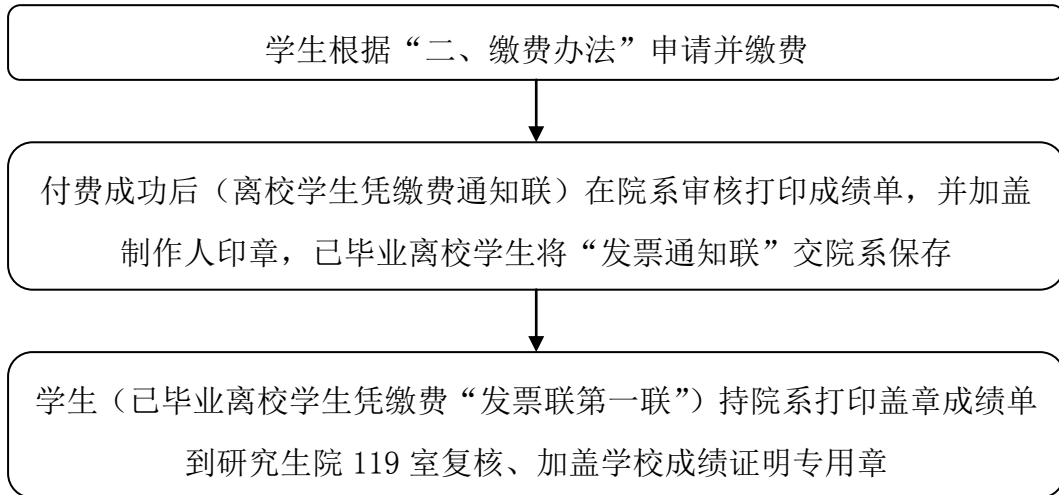 学生根据“二、缴费办法”申请并缴费
付费成功后（离校学生凭缴费通知联）在院系审核打印成绩单，并加盖
制作人印章，已毕业离校学生将“发票通知联”交院系保存
学生（已毕业离校学生凭缴费“发票联第一联”）持院系打印盖章成绩单
到研究生院 119 室复核、加盖学校成绩证明专用章